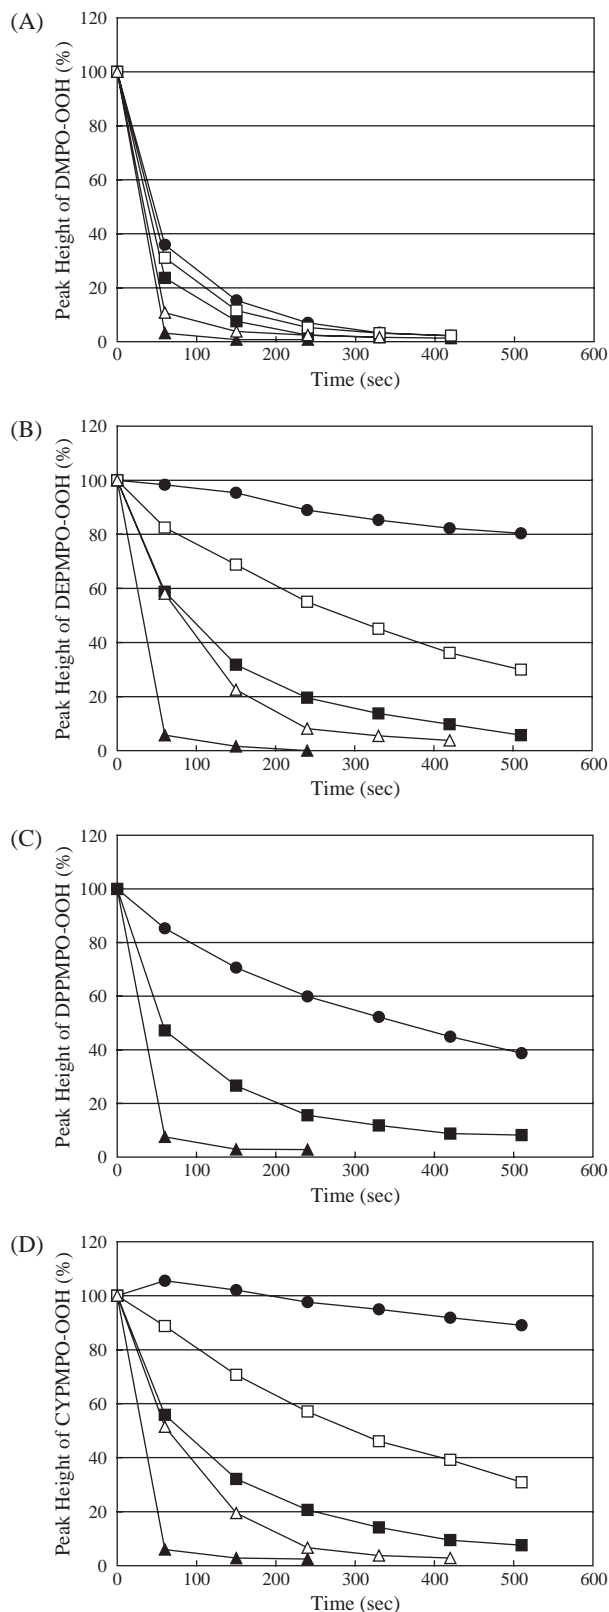 (A)
Peak Height of DMPO-OOH (%)
120
100
80
60
40
20
0
0 100 200 300 400 500 600
Time (sec)
(B)
Peak Height of DEPMPO-OOH (%)
120
100
80
60
40
20
0
0 100 200 300 400 500 600
Time (sec)
(C)
Peak Height of DPPMPO-OOH (%)
120
100
80
60
40
20
0
0 100 200 300 400 500 600
Time (sec)
(D)
Peak Height of CYPMPO-OOH (%)
120
100
80
60
40
20
0
0 100 200 300 400 500 600
Time (sec)